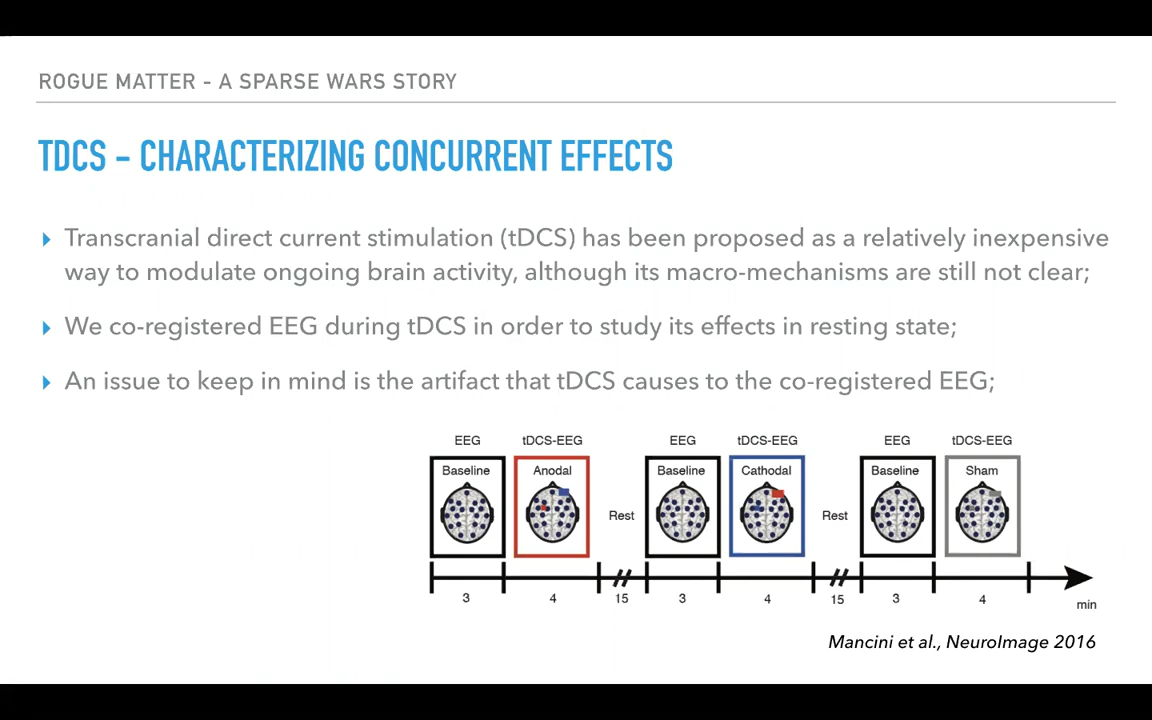 ROGUE MATTER - A SPARSE WARS STORY
TDCS – CHARACTERIZING CONCURRENT EFFECTS
Transcranial direct current stimulation (tDCS) has been proposed as a relatively inexpensive
way to modulate ongoing brain activity, although its macro-mechanisms are still not clear;
We co-registered EEG during tDCS in order to study its effects in resting state;
An issue to keep in mind is the artifact that tDCS causes to the co-registered EEG;
EEG tDCS-EEG EEG tDCS-EEG EEG tDCS-EEG
Baseline Anodal Baseline Cathodal Baseline Sham
Rest Rest
3 4 15 3 4 15 3 4 min
Mancini et al., NeuroImage 2016